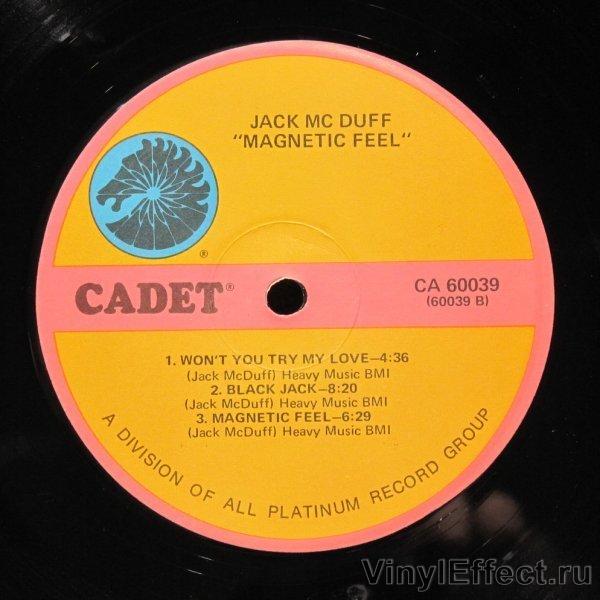 JACK MC DUFF
"MAGNETIC FEEL"
®
CADET®
CA 60039
(60039 B)
1. WON'T YOU TRY MY LOVE—4:36
(Jack McDuff) Heavy Music BMI
2. BLACK JACK—8:20
(Jack McDuff) Heavy Music BMI
3. MAGNETIC FEEL—6:29
(Jack McDuff) Heavy Music BMI
A DIVISION OF ALL PLATINUM RECORD GROUP
VinylEffect.ru